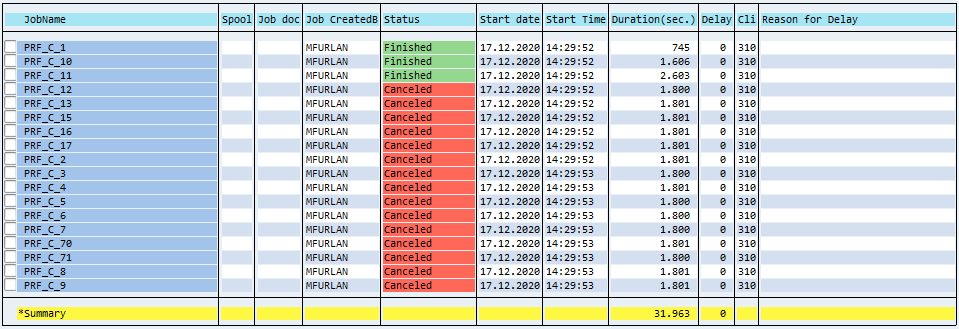 JobName Spool Job doc Job CreatedB Status Start date Start Time Duration(sec.) Delay Cli Reason for Delay
PRF_C_1 MFURLAN Finished 17.12.2020 14:29:52 745 0 310
PRF_C_10 MFURLAN Finished 17.12.2020 14:29:52 1.606 0 310
PRF_C_11 MFURLAN Finished 17.12.2020 14:29:52 2.603 0 310
PRF_C_12 MFURLAN Canceled 17.12.2020 14:29:52 1.800 0 310
PRF_C_13 MFURLAN Canceled 17.12.2020 14:29:52 1.801 0 310
PRF_C_15 MFURLAN Canceled 17.12.2020 14:29:52 1.801 0 310
PRF_C_16 MFURLAN Canceled 17.12.2020 14:29:52 1.801 0 310
PRF_C_17 MFURLAN Canceled 17.12.2020 14:29:52 1.801 0 310
PRF_C_2 MFURLAN Canceled 17.12.2020 14:29:52 1.801 0 310
PRF_C_3 MFURLAN Canceled 17.12.2020 14:29:53 1.800 0 310
PRF_C_4 MFURLAN Canceled 17.12.2020 14:29:53 1.801 0 310
PRF_C_5 MFURLAN Canceled 17.12.2020 14:29:53 1.800 0 310
PRF_C_6 MFURLAN Canceled 17.12.2020 14:29:53 1.800 0 310
PRF_C_7 MFURLAN Canceled 17.12.2020 14:29:53 1.800 0 310
PRF_C_70 MFURLAN Canceled 17.12.2020 14:29:53 1.801 0 310
PRF_C_71 MFURLAN Canceled 17.12.2020 14:29:53 1.800 0 310
PRF_C_8 MFURLAN Canceled 17.12.2020 14:29:53 1.801 0 310
PRF_C_9 MFURLAN Canceled 17.12.2020 14:29:53 1.801 0 310
*Summary 31.963 0